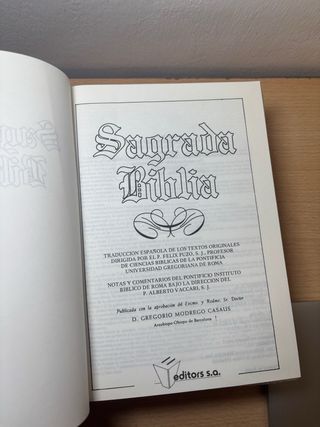 Sagrada
Biblia
TRADUCCION ESPAÑOLA DE LOS TEXTOS ORIGINALES
DIRIGIDA POR EL P. FELIX PUZO, S. J., PROFESOR
DE CIENCIAS BIBLICAS DE LA PONTIFICIA
UNIVERSIDAD GREGORIANA DE ROMA
NOTAS Y COMENTARIOS DEL PONTIFICIO INSTITUTO
BIBLICO DE ROMA BAJO LA DIRECCION DEL
P. ALBERTO VACCARI, S. J.
Publicada con la aprobación del Excmo. y Rvdmo. Sr. Doctor
D. GREGORIO MODREGO CASAUS
Arzobispo-Obispo de Barcelona
editors s.a.